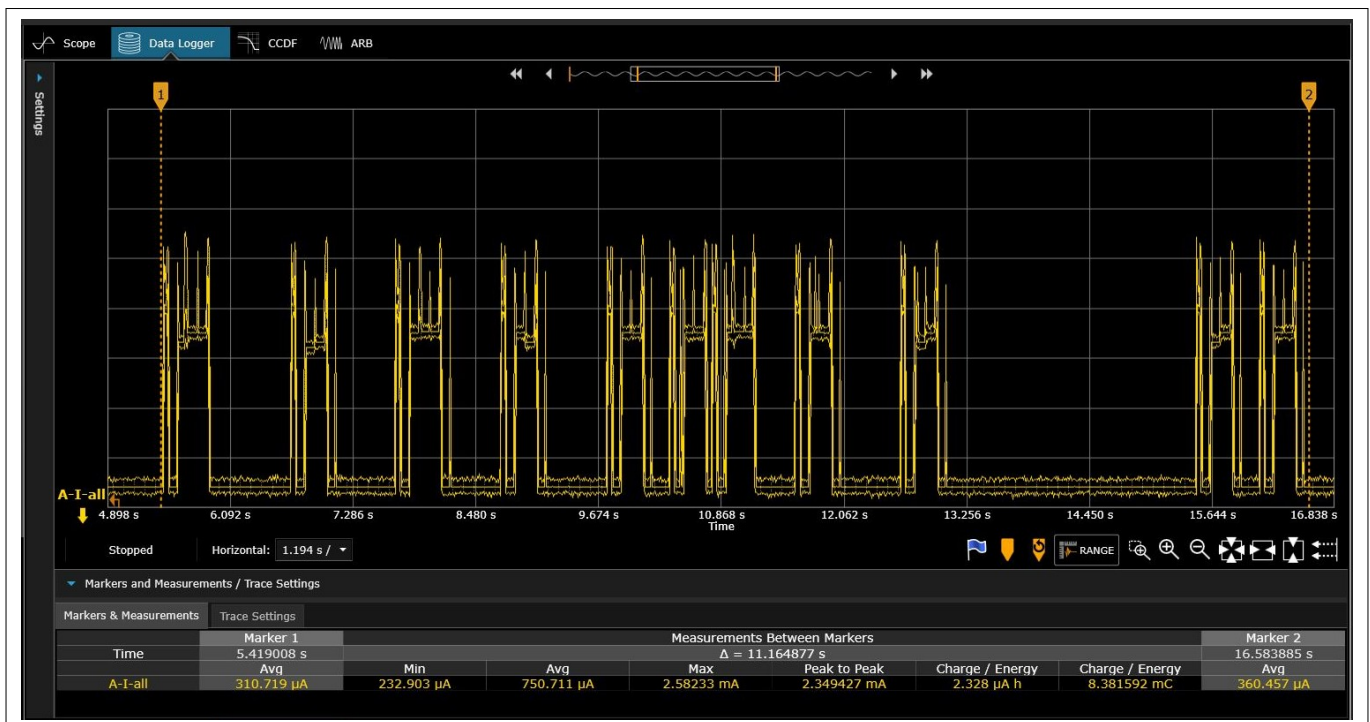 Scope Data Logger CCDF ARB
Settings
1
2
A-I-all
4.898 s 6.092 s 7.286 s 8.480 s 9.674 s 10.868 s 12.062 s 13.256 s 14.450 s 15.644 s 16.838 s
Time
Stopped Horizontal: 1.194 s / RANGE
Markers and Measurements / Trace Settings
Markers & Measurements Trace Settings
Marker 1 Measurements Between Markers Marker 2
Time 5.419008 s Δ = 11.164877 s 16.583885 s
Avg Min Avg Max Peak to Peak Charge / Energy Charge / Energy Avg
A-I-all 310.719 µA 232.903 µA 750.711 µA 2.58233 mA 2.349427 mA 2.328 µA h 8.381592 mC 360.457 µA